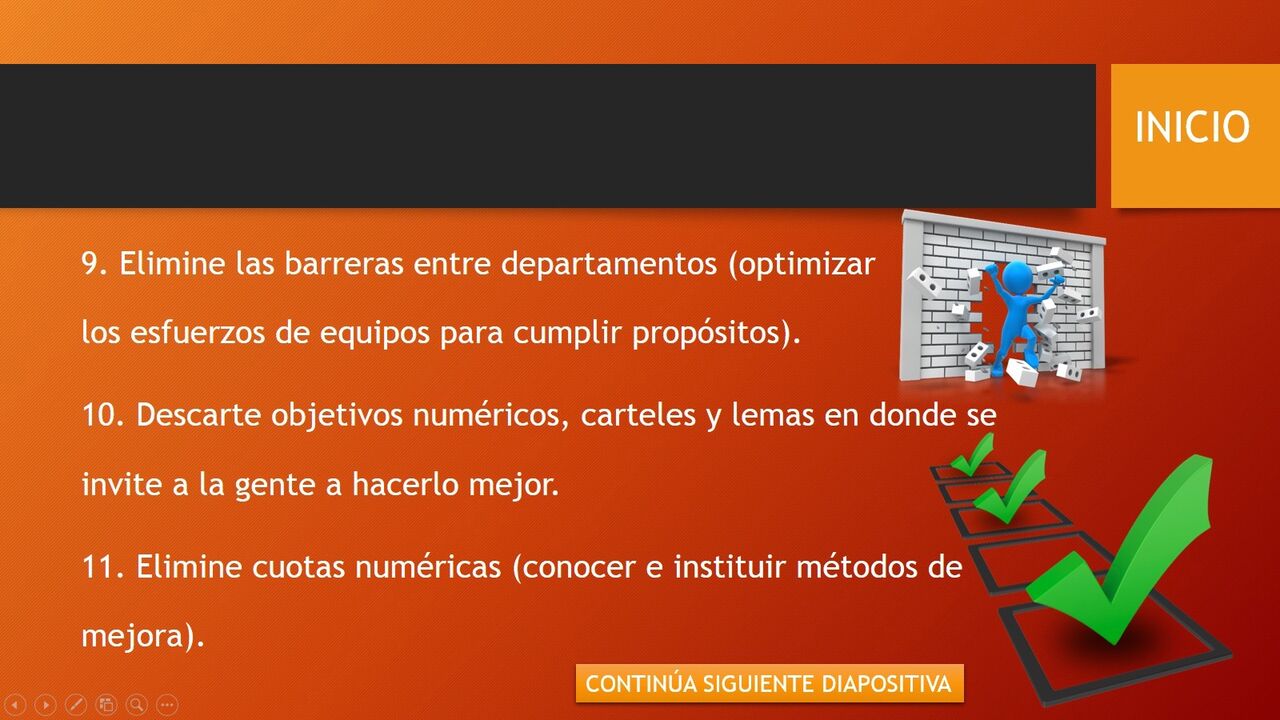 INICIO
9. Elimine las barreras entre departamentos (optimizar
los esfuerzos de equipos para cumplir propósitos).
10. Descarte objetivos numéricos, carteles y lemas en donde se
invite a la gente a hacerlo mejor.
11. Elimine cuotas numéricas (conocer e instituir métodos de
mejora).
CONTINÚA SIGUIENTE DIAPOSITIVA